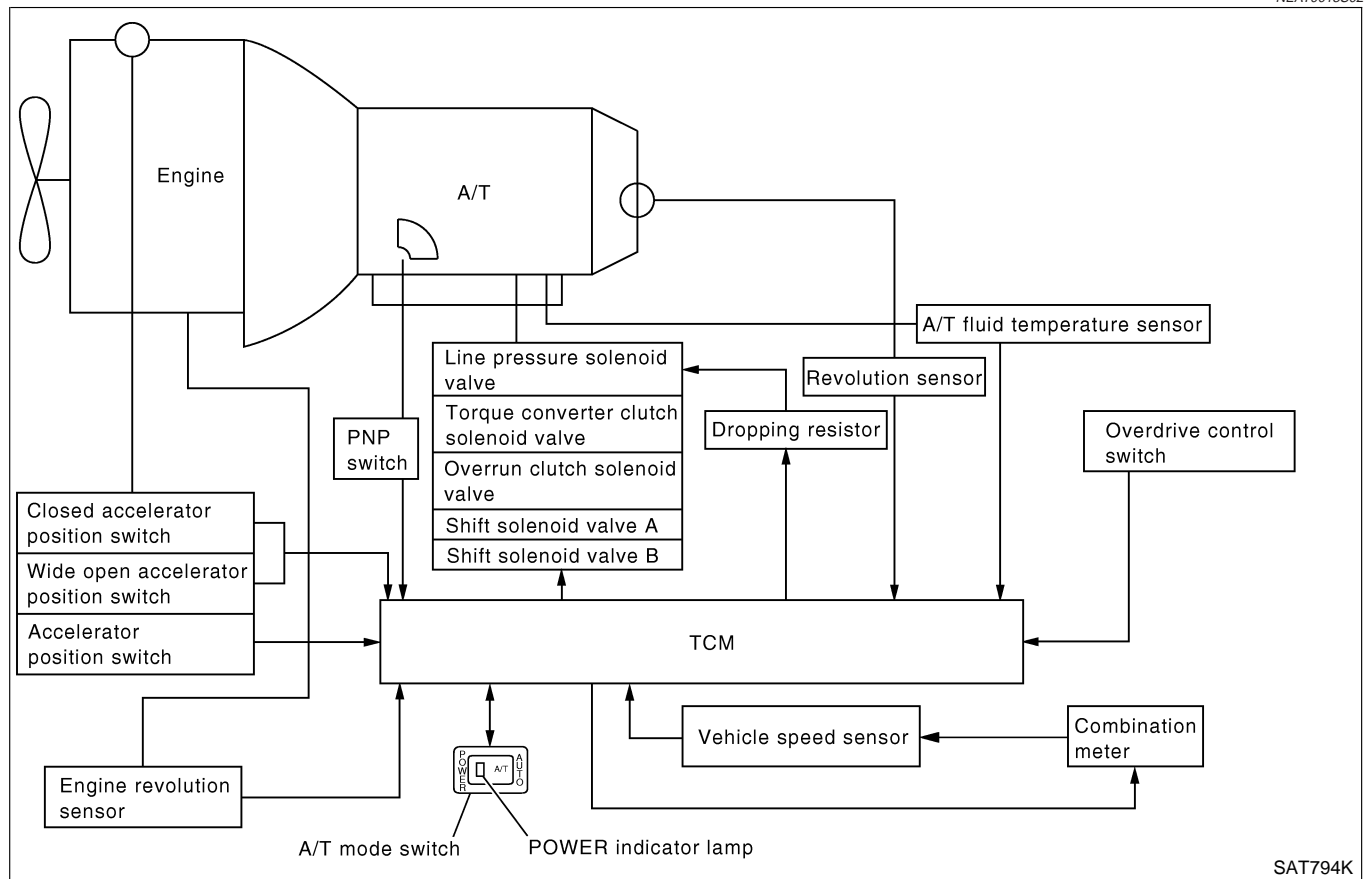 Engine
A/T
A/T fluid temperature sensor
Line pressure solenoid
valve
Revolution sensor
Torque converter clutch
solenoid valve
Dropping resistor
PNP
switch
Overdrive control
switch
Overrun clutch solenoid
valve
Closed accelerator
position switch
Shift solenoid valve A
Shift solenoid valve B
Wide open accelerator
position switch
Accelerator
position switch
TCM
Vehicle speed sensor
Combination
meter
POWER
A/T
AUTO
Engine revolution
sensor
A/T mode switch
POWER indicator lamp
SAT794K